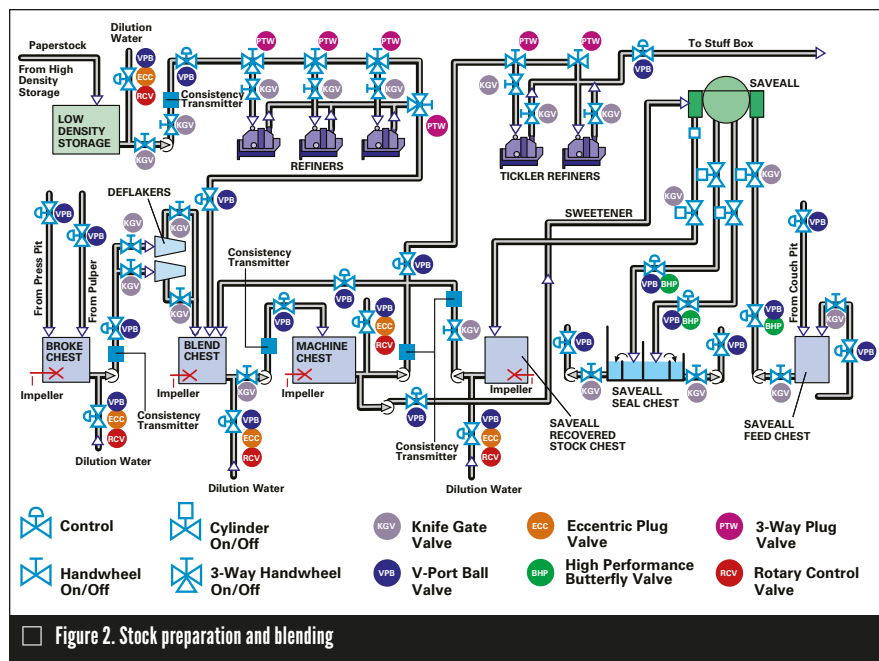 Dilution
Water
Paperstock
From High
Density
Storage
VPB
ECC
RCV
VPB
PTW
PTW
PTW
PTW
PTW
To Stuff Box
VPB
SAVEALL
Consistency
Transmitter
KGV
KGV
KGV
KGV
KGV
KGV
KGV
LOW
DENSITY
STORAGE
KGV
KGV
PTW
REFINERS
TICKLER REFINERS
DEFLAKERS
KGV
KGV
VPB
VPB
VPB
KGV
KGV
SWEETENER
KGV
KGV
VPB
From Press Pit
From Pulper
Consistency
Transmitter
VPB
VPB
VPB
BHP
VPB
BHP
VPB
BHP
From Couch Pit
KGV
VPB
KGV
VPB
VPB
ECC
RCV
KGV
VPB
VPB
VPB
BROKE
CHEST
BLEND
CHEST
MACHINE
CHEST
Impeller
Impeller
Impeller
Impeller
KGV
VPB
KGV
KGV
KGV
SAVEALL
SEAL CHEST
VPB
ECC
RCV
Consistency
Transmitter
VPB
ECC
RCV
Consistency
Transmitter
VPB
ECC
RCV
SAVEALL
RECOVERED
STOCK CHEST
SAVEALL
FEED CHEST
Dilution Water
Dilution Water
Dilution Water
Control
Cylinder
On/Off
KGV
Knife Gate
Valve
ECC
Eccentric Plug
Valve
PTW
3-Way Plug
Valve
Handwheel
On/Off
3-Way Handwheel
On/Off
VPB
V-Port Ball
Valve
BHP
High Performance
Butterfly Valve
RCV
Rotary Control
Valve
Figure 2. Stock preparation and blending